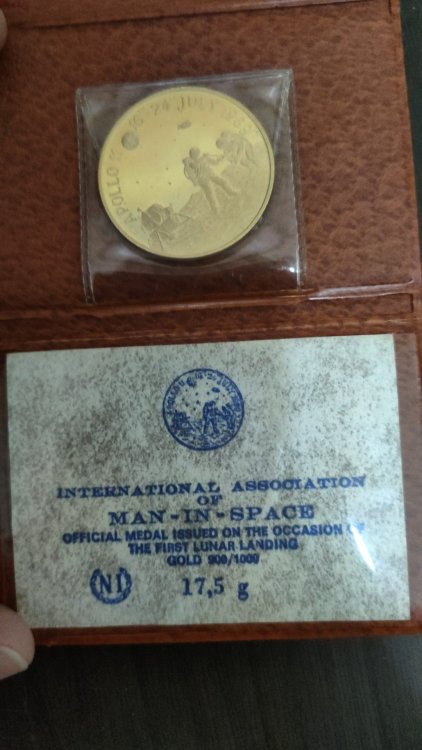 APOLLO 11 16-24 JULY 1969
INTERNATIONAL ASSOCIATION
OF
MAN-IN-SPACE
OFFICIAL MEDAL ISSUED ON THE OCCASION OF
THE FIRST LUNAR LANDING
GOLD 900/1000
NI
17,5 g